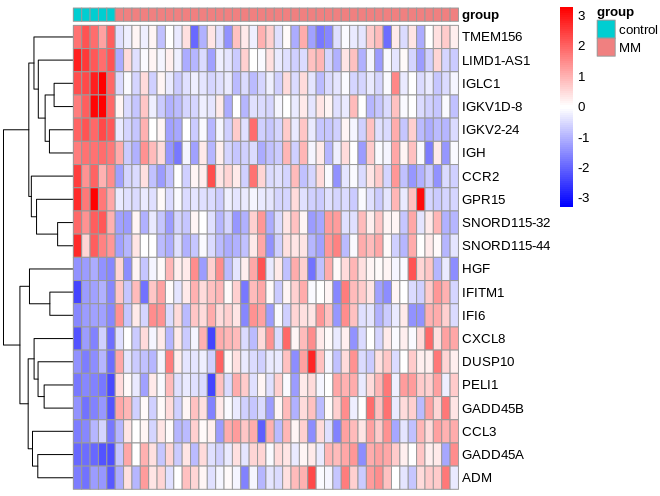 group
TMEM156
LIMD1-AS1
IGLC1
IGKV1D-8
IGKV2-24
IGH
CCR2
GPR15
SNORD115-32
SNORD115-44
HGF
IFITM1
IFI6
CXCL8
DUSP10
PELI1
GADD45B
CCL3
GADD45A
ADM
3
2
1
0
-1
-2
-3
group
control
MM